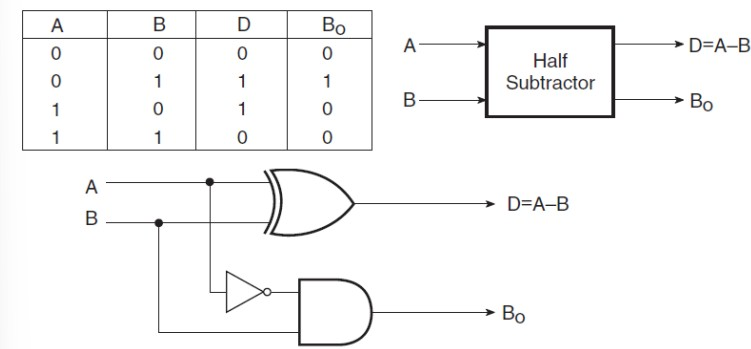 A B D Bo
0 0 0 0
0 1 1 1
1 0 1 0
1 1 0 0
A
B
Half
Subtractor
D=A–B
Bo
A
B
D=A–B
Bo